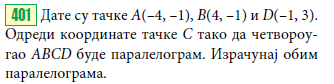 401 Дате су тачке A(−4, −1), B(4, −1) и D(−1, 3).
Одреди координате тачке C тако да четвороу-
гао ABCD буде паралелограм. Израчунај обим
паралелограма.